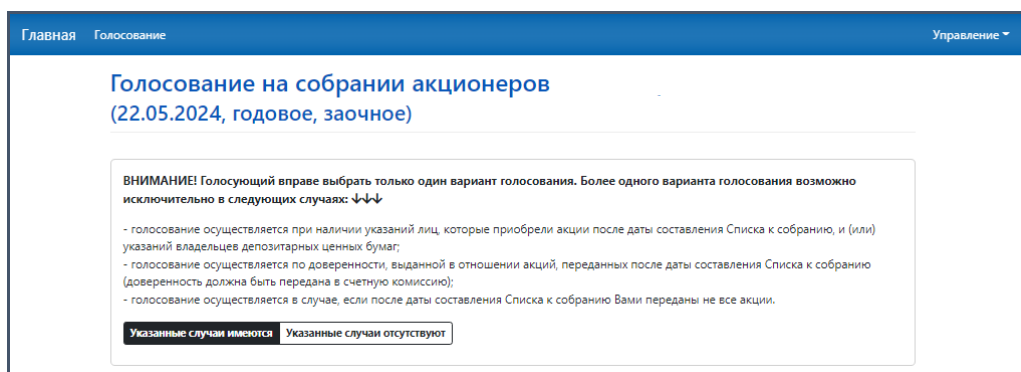 Главная Голосование Управление
Голосование на собрании акционеров
(22.05.2024, годовое, заочное)
ВНИМАНИЕ! Голосующий вправе выбрать только один вариант голосования. Более одного варианта голосования возможно
исключительно в следующих случаях: ↓↓↓
- голосование осуществляется при наличии указаний лиц, которые приобрели акции после даты составления Списка к собранию, и (или)
указаний владельцев депозитарных ценных бумаг;
- голосование осуществляется по доверенности, выданной в отношении акций, переданных после даты составления Списка к собранию
(доверенность должна быть передана в счетную комиссию);
- голосование осуществляется в случае, если после даты составления Списка к собранию Вами переданы не все акции.
Указанные случаи имеются Указанные случаи отсутствуют